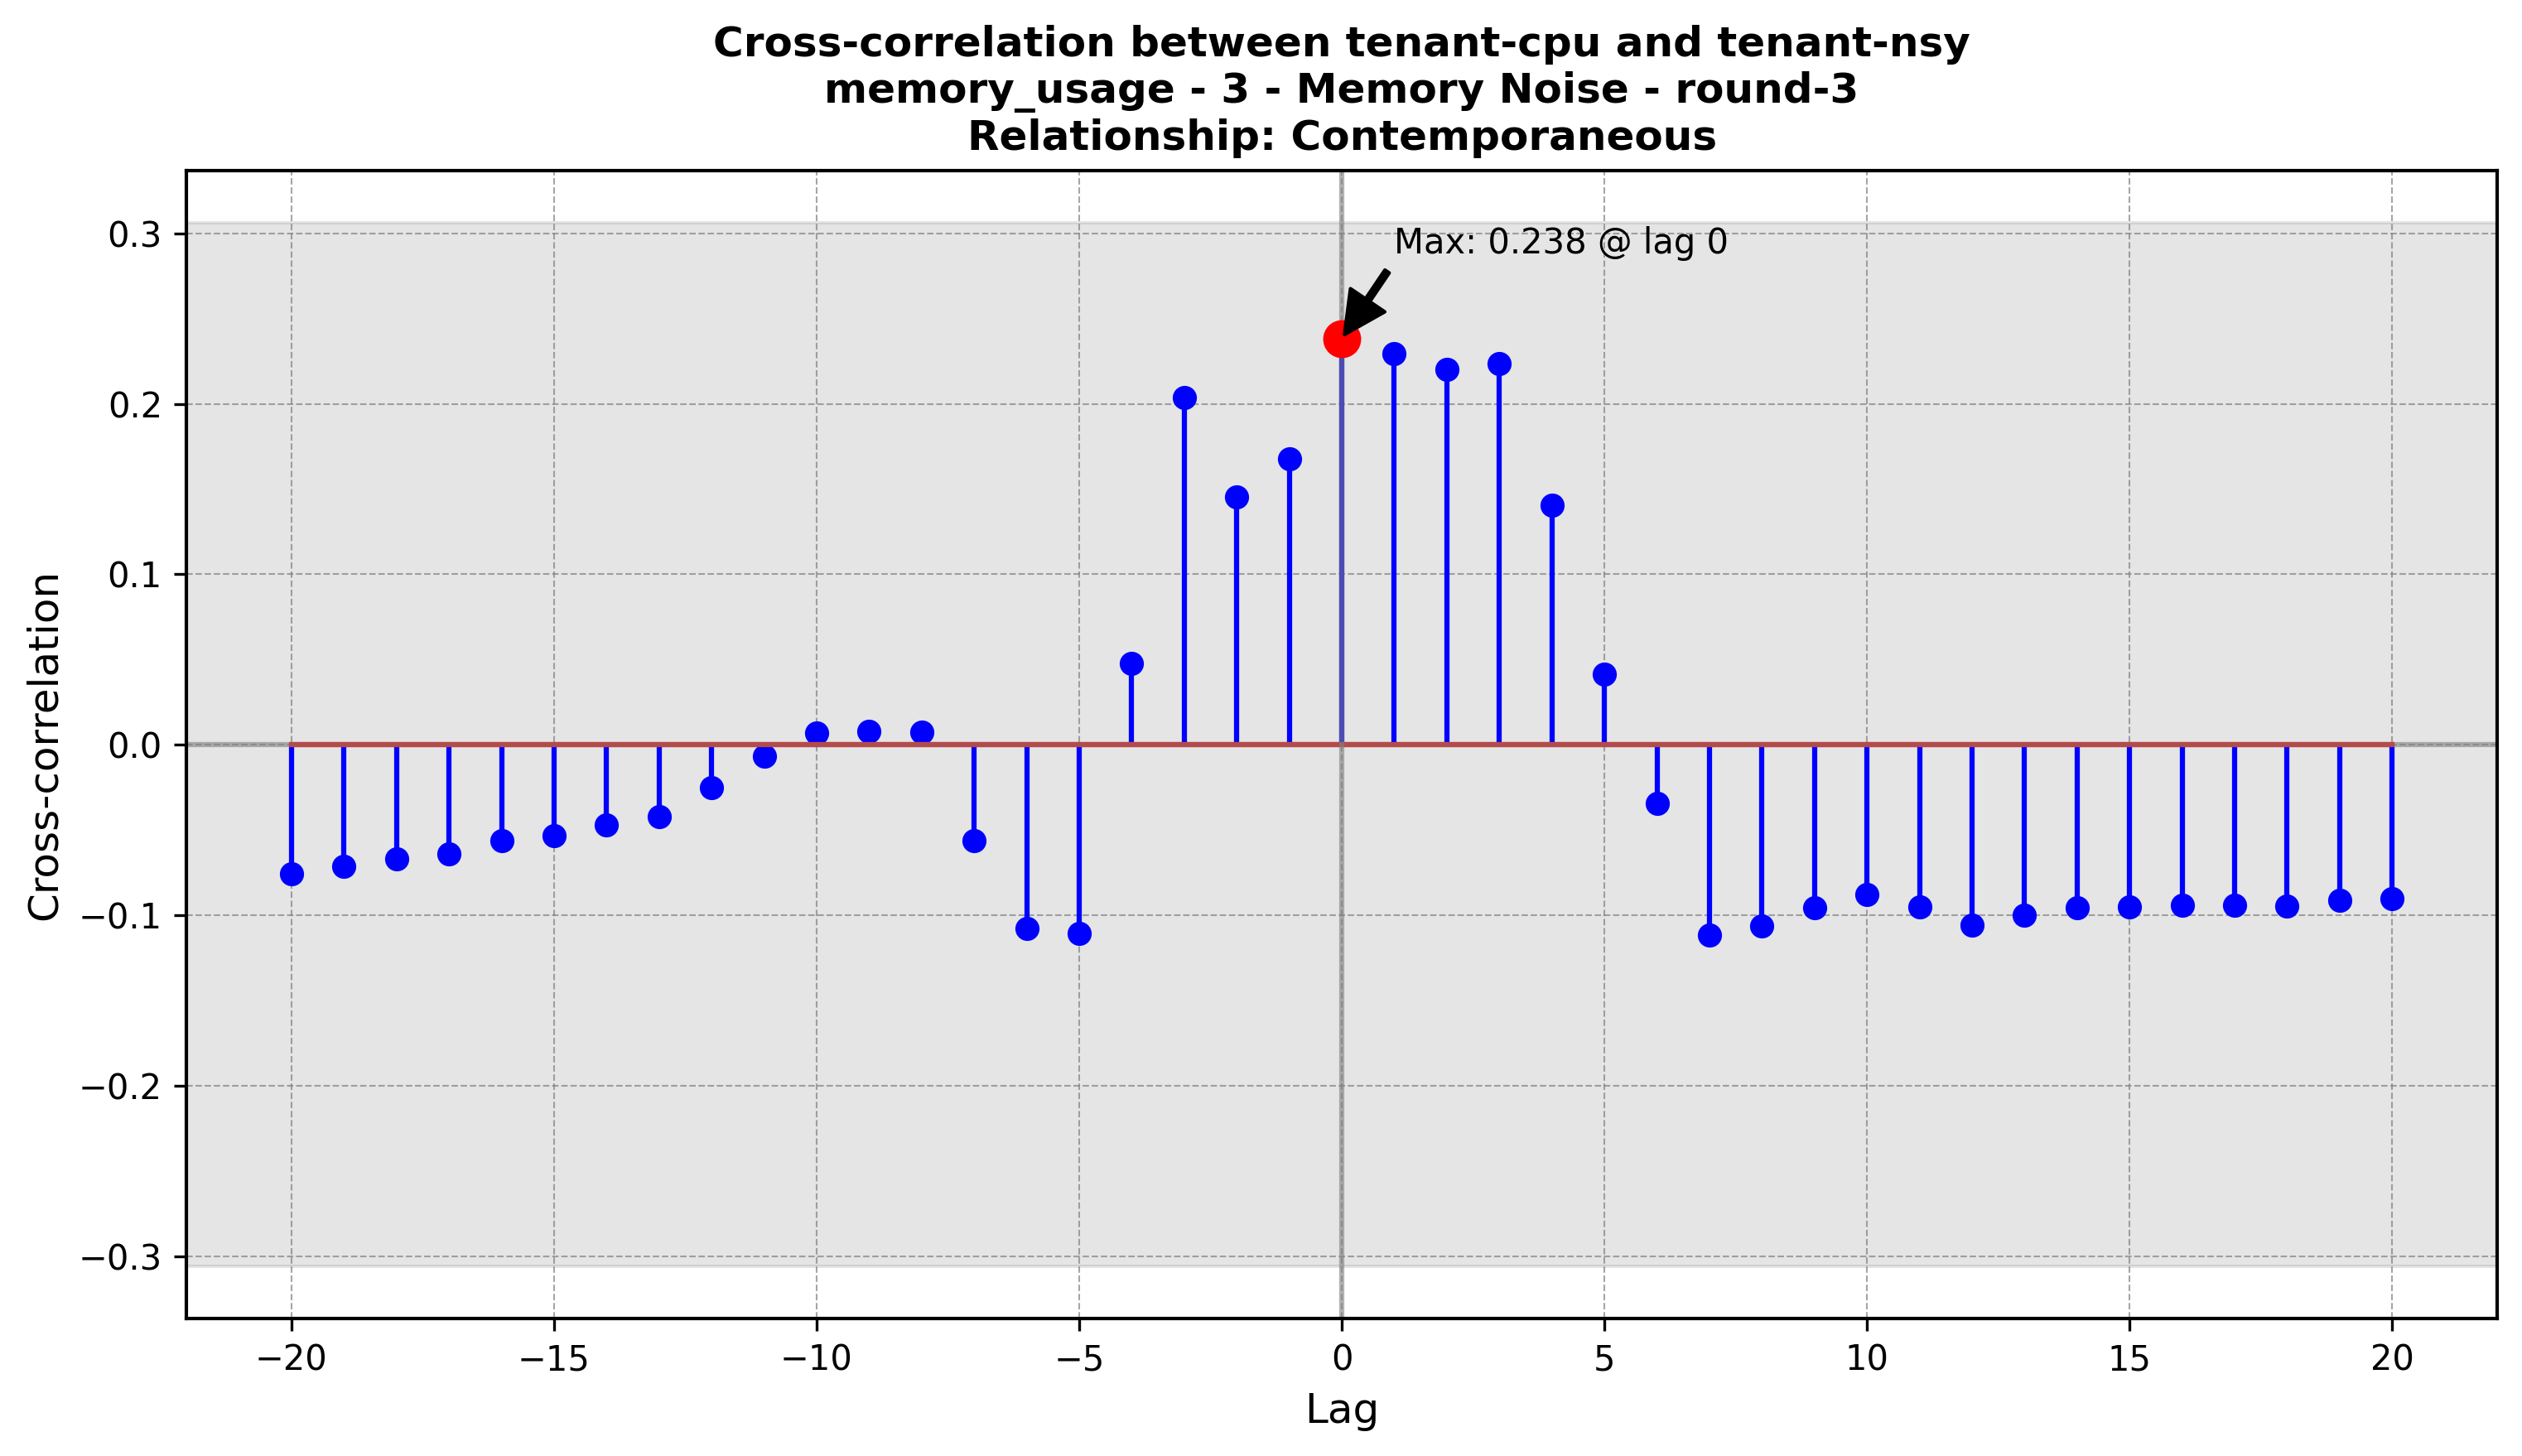 Cross-correlation between tenant-cpu and tenant-nsy
memory_usage - 3 - Memory Noise - round-3
Relationship: Contemporaneous
Max: 0.238 @ lag 0
Cross-correlation
0.3
0.2
0.1
0.0
−0.1
−0.2
−0.3
−20 −15 −10 −5 0 5 10 15 20
Lag